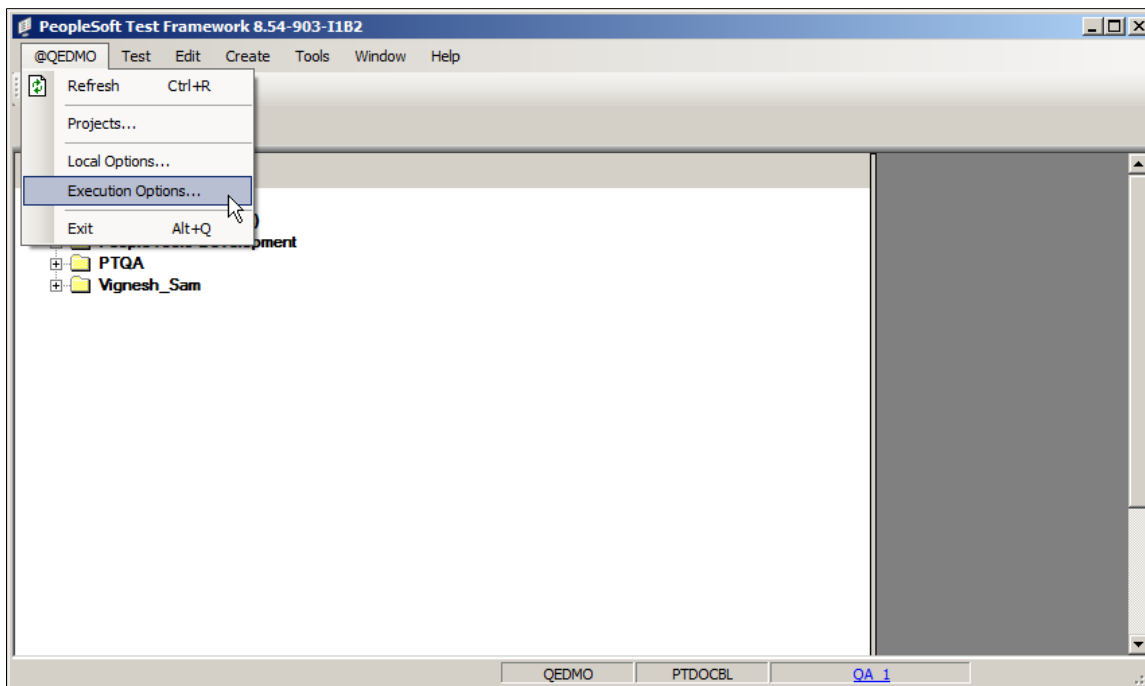 PeopleSoft Test Framework 8.54-903-I1B2
@QEDMO Test Edit Create Tools Window Help
Refresh Ctrl+R
Projects...
Local Options...
Execution Options...
Exit Alt+Q
PTQA
Vignesh_Sam
QEDMO PTDOCBL QA_1